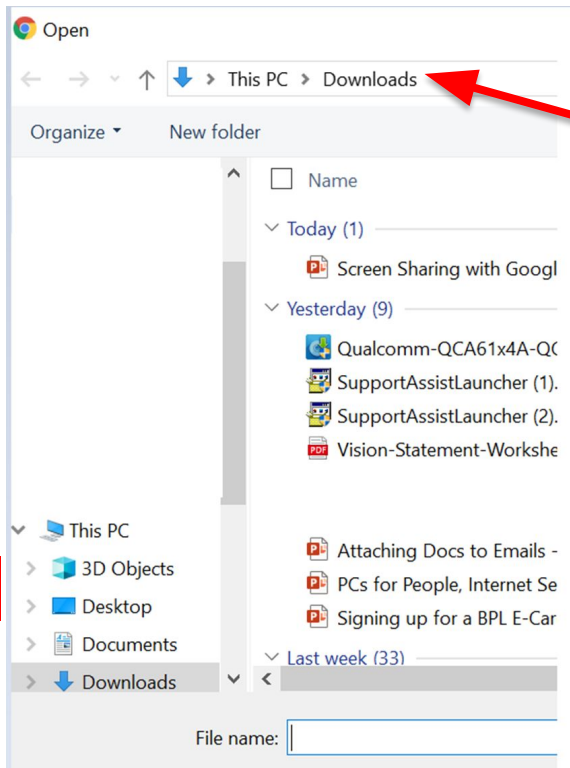 Open
This PC > Downloads
Organize New folder
Name
Today (1)
Screen Sharing with Googl
Yesterday (9)
Qualcomm-QCA61x4A-QC
SupportAssistLauncher (1).
SupportAssistLauncher (2).
PDF Vision-Statement-Workshe
This PC
3D Objects
Desktop
Documents
Downloads
Attaching Docs to Emails -
PCs for People, Internet Se
Signing up for a BPL E-Car
Last week (33)
File name: